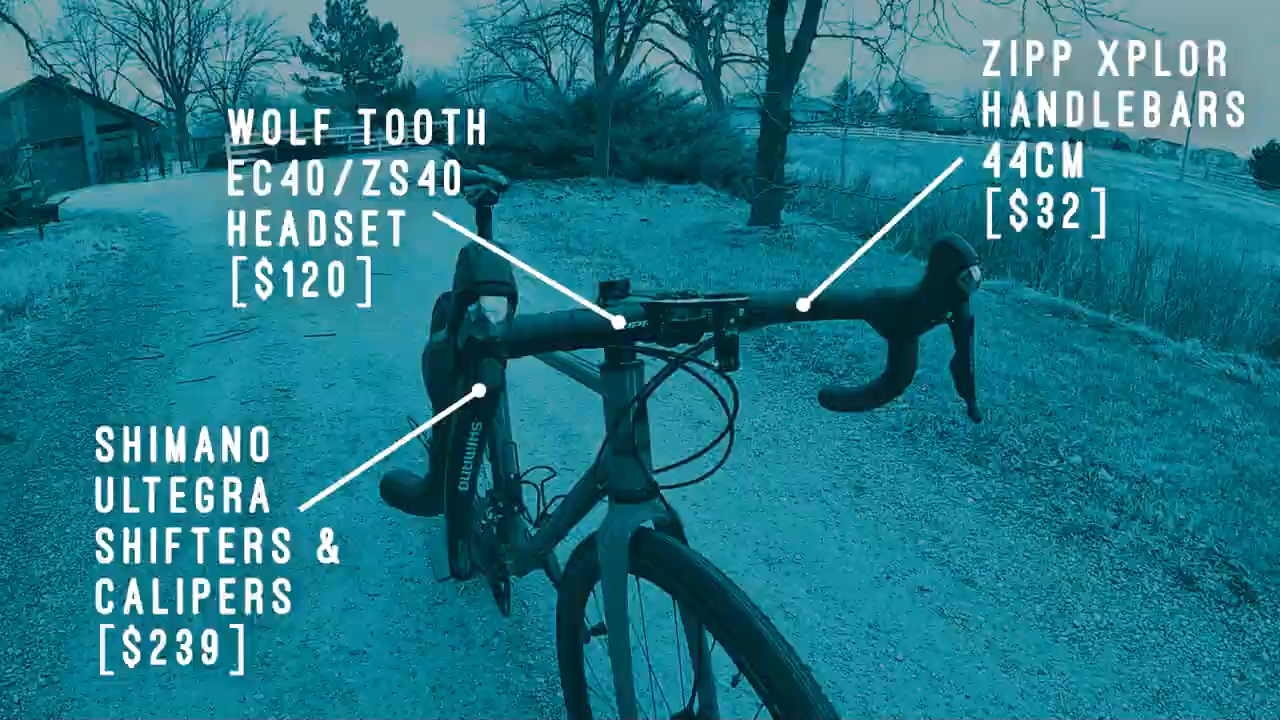 WOLF TOOTH
EC40/ZS40
HEADSET
[$120]
ZIPP XPLOR
HANDLEBARS
44CM
[$32]
SHIMANO
ULTEGRA
SHIFTERS &
CALIPERS
[$239]
SHIMANO